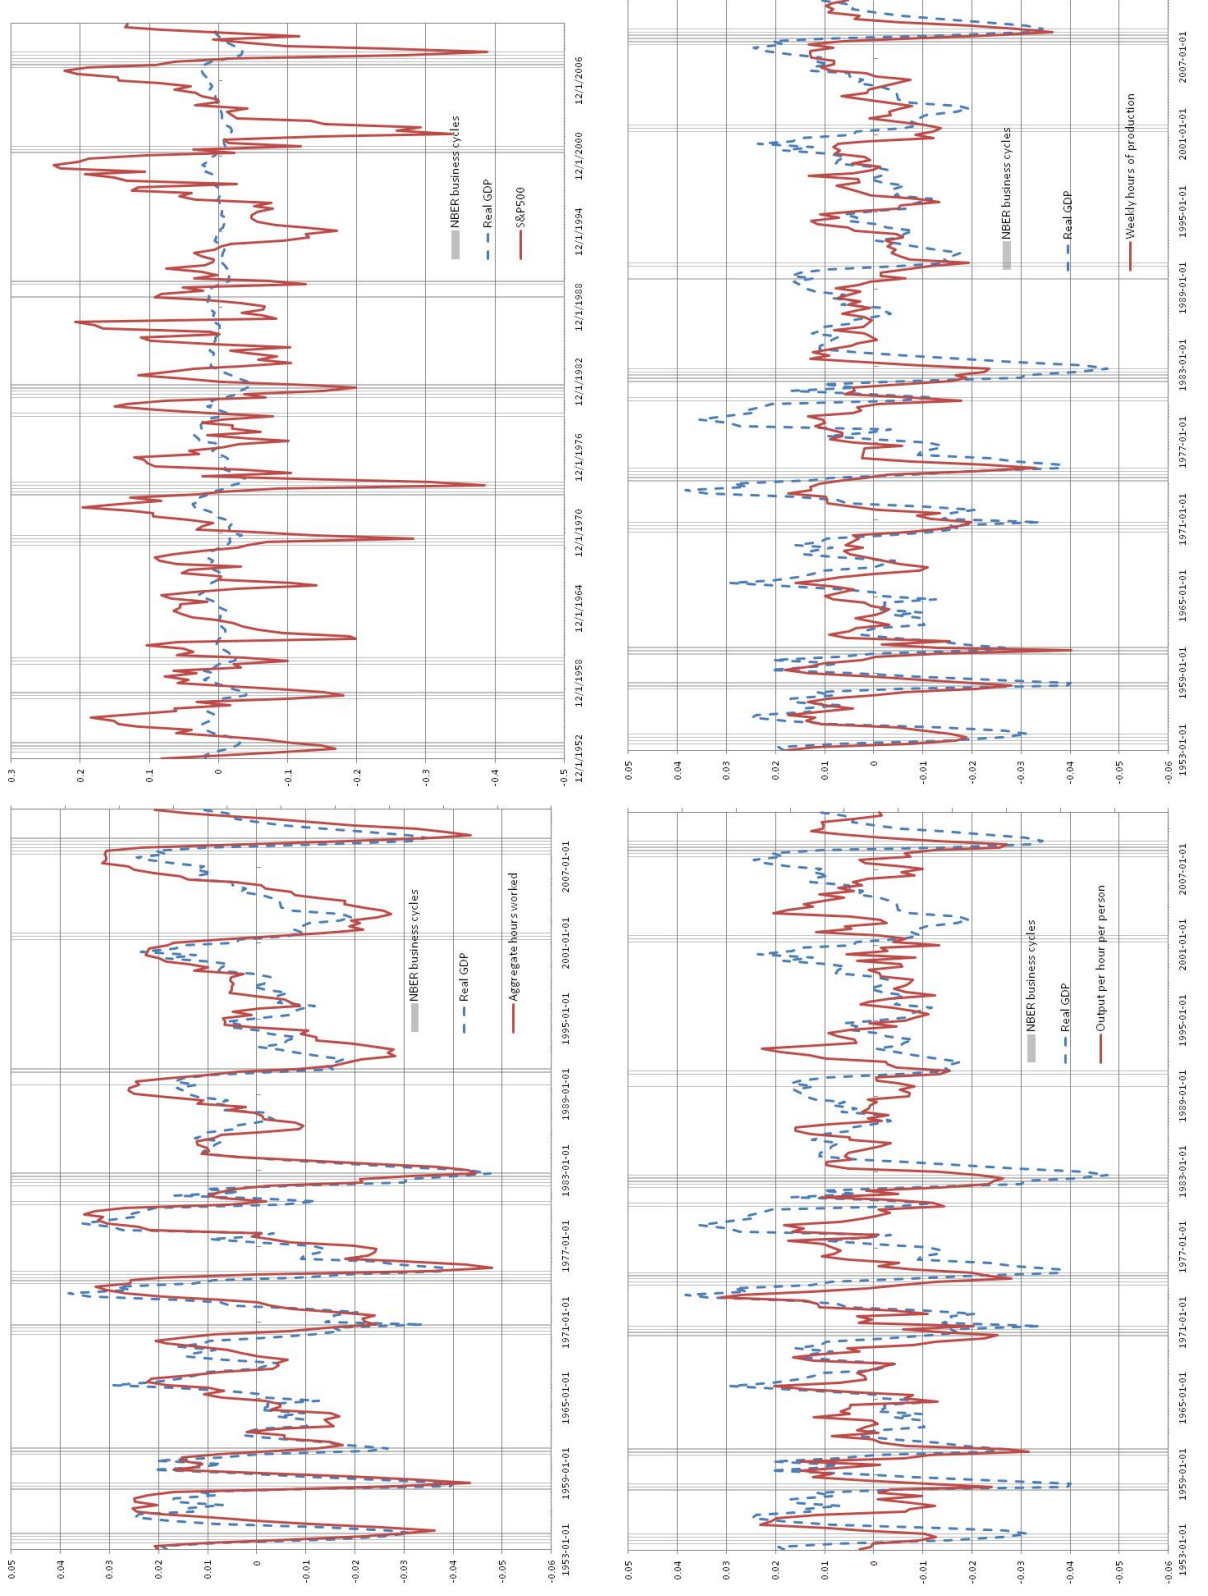 0.05
0.04
0.03
0.02
0.01
0
-0.01
-0.02
-0.03
-0.04
-0.05
-0.06
NBER business cycles
Real GDP
Aggregate hours worked
1953-01-01 1959-01-01 1965-01-01 1971-01-01 1977-01-01 1983-01-01 1989-01-01 1995-01-01 2001-01-01 2007-01-01
0.3
0.2
0.1
0
-0.1
-0.2
-0.3
-0.4
-0.5
NBER business cycles
Real GDP
S&P500
12/1/1952 12/1/1958 12/1/1964 12/1/1970 12/1/1976 12/1/1982 12/1/1988 12/1/1994 12/1/2000 12/1/2006
0.05
0.04
0.03
0.02
0.01
0
-0.01
-0.02
-0.03
-0.04
-0.05
-0.06
NBER business cycles
Real GDP
Output per hour per person
1953-01-01 1959-01-01 1965-01-01 1971-01-01 1977-01-01 1983-01-01 1989-01-01 1995-01-01 2001-01-01 2007-01-01
0.05
0.04
0.03
0.02
0.01
0
-0.01
-0.02
-0.03
-0.04
-0.05
-0.06
NBER business cycles
Real GDP
Weekly hours of production
1953-01-01 1959-01-01 1965-01-01 1971-01-01 1977-01-01 1983-01-01 1989-01-01 1995-01-01 2001-01-01 2007-01-01